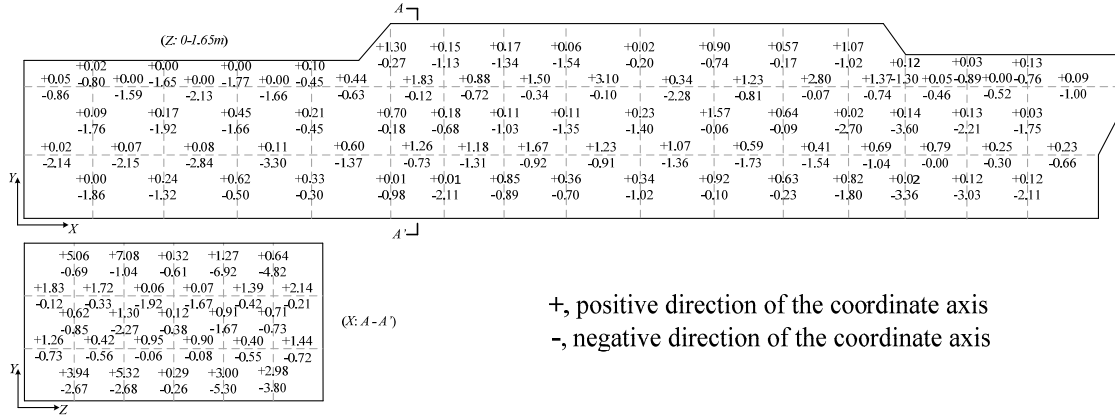 A
(Z: 0-1.65m)
+1.30 +0.15 +0.17 +0.06 +0.02 +0.90 +0.57 +1.07
-0.27 -1.13 -1.34 -1.54 -0.20 -0.74 -0.17 -1.02
+0.02 +0.00 +0.00 +0.10 +0.12 +0.03 +0.13
-0.80 -1.65 -1.77 -0.45 -1.30 -0.89 -0.76
+0.05 +0.00 +0.00 +0.00 +0.44 +1.83 +0.88 +1.50 +3.10 +0.34 +1.23 +2.80 +1.37 +0.05 +0.00 +0.09
-0.86 -1.59 -2.13 -1.66 -0.63 -0.12 -0.72 -0.34 -0.10 -2.28 -0.81 -0.07 -0.74 -0.46 -0.52 -1.00
+0.09 +0.17 +0.45 +0.21 +0.70 +0.18 +0.11 +0.11 +0.23 +1.57 +0.64 +0.02 +0.14 +0.13 +0.03
-1.76 -1.92 -1.66 -0.45 -0.18 -0.68 -1.03 -1.35 -1.40 -0.06 -0.09 -2.70 -3.60 -2.21 -1.75
+0.02 +0.07 +0.08 +0.11 +0.60 +1.26 +1.18 +1.67 +1.23 +1.07 +0.59 +0.41 +0.69 +0.79 +0.25 +0.23
-2.14 -2.15 -2.84 -3.30 -1.37 -0.73 -1.31 -0.92 -0.91 -1.36 -1.73 -1.54 -1.04 -0.00 -0.30 -0.66
+0.00 +0.24 +0.62 +0.33 +0.01 +0.01 +0.85 +0.36 +0.34 +0.92 +0.63 +0.82 +0.02 +0.12 +0.12
-1.86 -1.32 -0.50 -0.30 -0.98 -2.11 -0.89 -0.70 -1.02 -0.10 -0.23 -1.80 -3.36 -3.03 -2.11
Y
X
A'
+5.06 +7.08 +0.32 +1.27 +0.64
-0.69 -1.04 -0.61 -6.92 -4.82
+1.83 +1.72 +0.06 +0.07 +1.39 +2.14
-0.12 -0.33 -1.92 -1.67 -0.42 -0.21
+0.62 +1.30 +0.12 +0.91 +0.71
-0.85 -2.27 -0.38 -1.67 -0.73
(X: A-A')
+1.26 +0.42 +0.95 +0.90 +0.40 +1.44
-0.73 -0.56 -0.06 -0.08 -0.55 -0.72
+3.94 +5.32 +0.29 +3.00 +2.98
-2.67 -2.68 -0.26 -5.30 -3.80
Y
Z
+, positive direction of the coordinate axis
-, negative direction of the coordinate axis